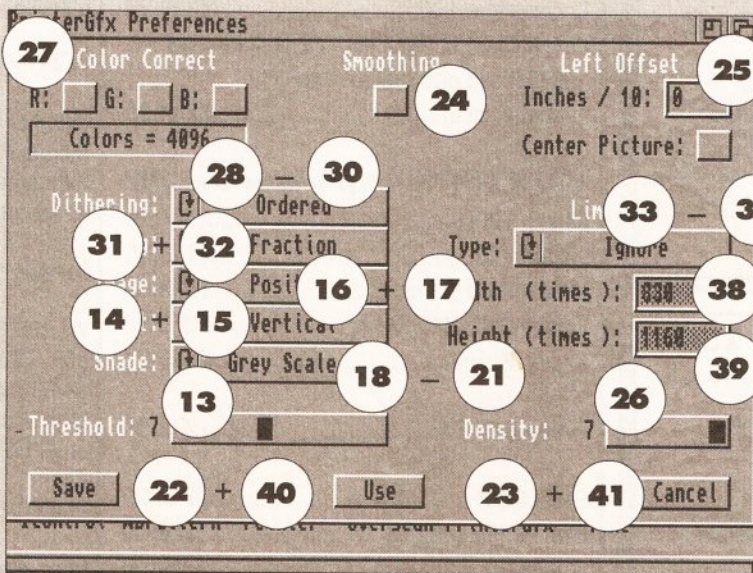 Preferences
27 Color Correct Smoothing Left Offset 25
R: G: B: 24 Inches / 10: 0
Colors = 4096 Center Picture:
28 – 30
Dithering: Ordered 33 –
31 + 32 Fraction Type: Ignore
16 + 17 (times ): 830 38
14 + 15 Vertical Height (times ): 1160
Shade: Grey Scale 18 – 21 39
13 26
Threshold: 7 Density: 7
Save 22 + 40 Use 23 + 41 Cancel